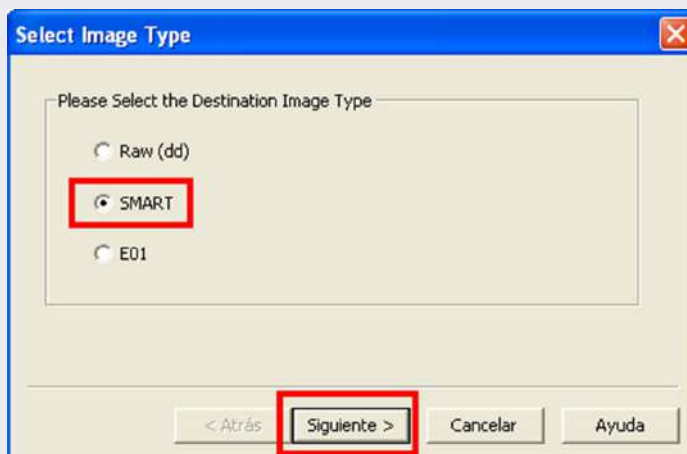 Select Image Type
Please Select the Destination Image Type
Raw (dd)
SMART
E01
< Atrás Siguiente > Cancelar Ayuda